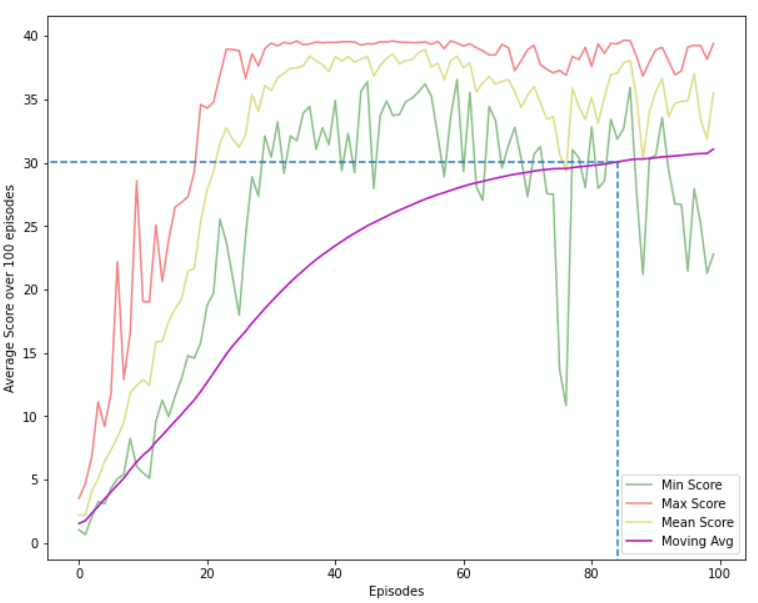 Average Score over 100 episodes
40
35
30
25
20
15
10
5
0
0 20 40 60 80 100
Episodes
Min Score
Max Score
Mean Score
Moving Avg